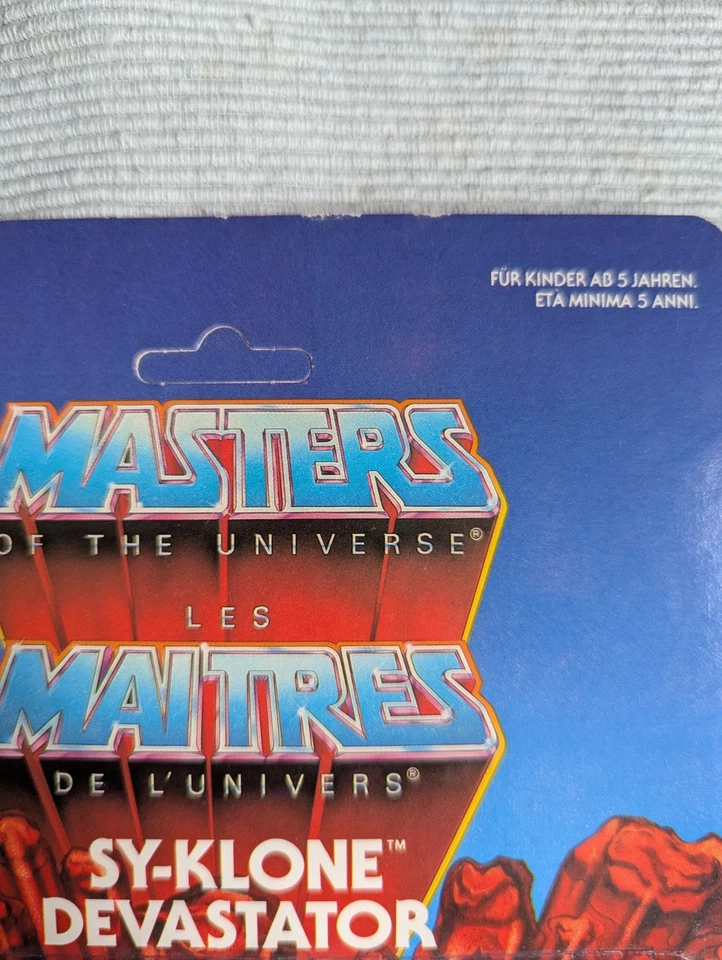 FÜR KINDER AB 5 JAHREN.
ETÀ MINIMA 5 ANNI.
MASTERS
OF THE UNIVERSE®
LES
MAITRES
DE L'UNIVERS®
SY-KLONE™
DEVASTATOR